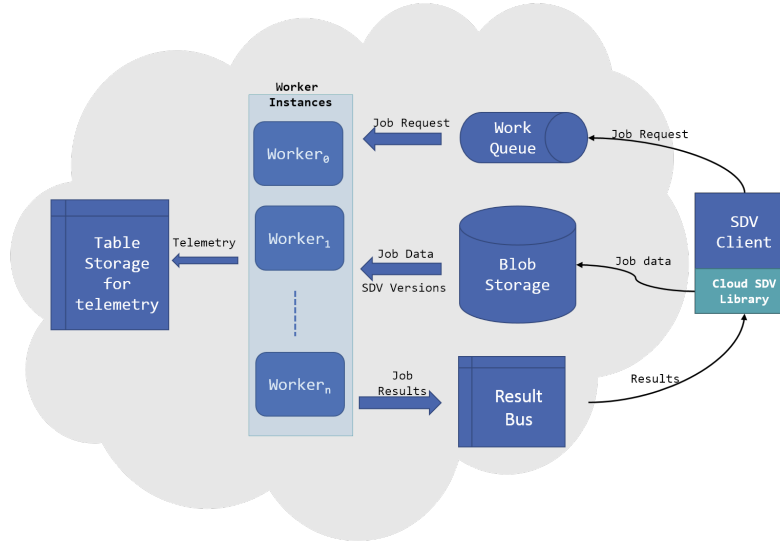 Worker
Instances
Job Request
Work
Queue
Job Request
Worker₀
SDV
Client
Cloud SDV
Library
Table
Storage
for
telemetry
Telemetry
Worker₁
Job Data
SDV Versions
Blob
Storage
Job data
Workerₙ
Job
Results
Result
Bus
Results